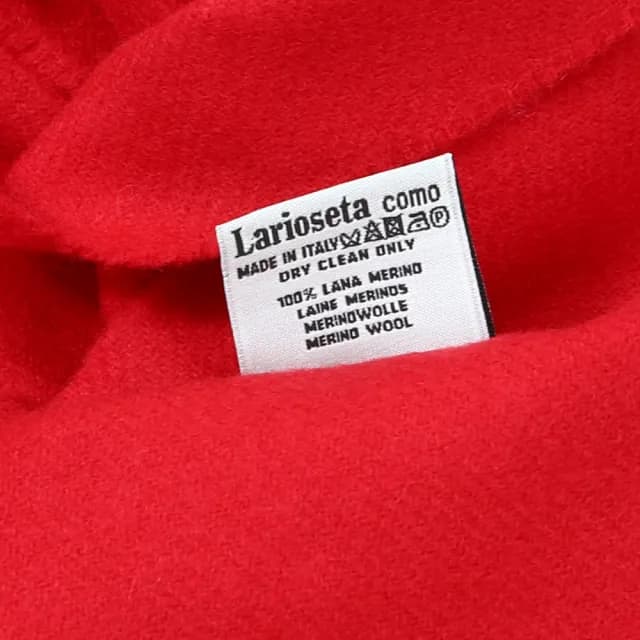 Larioseta como
MADE IN ITALY Ⓟ
DRY CLEAN ONLY
100% LANA MERINO
LAINE MERINOS
MERINOWOLLE
MERINO WOOL